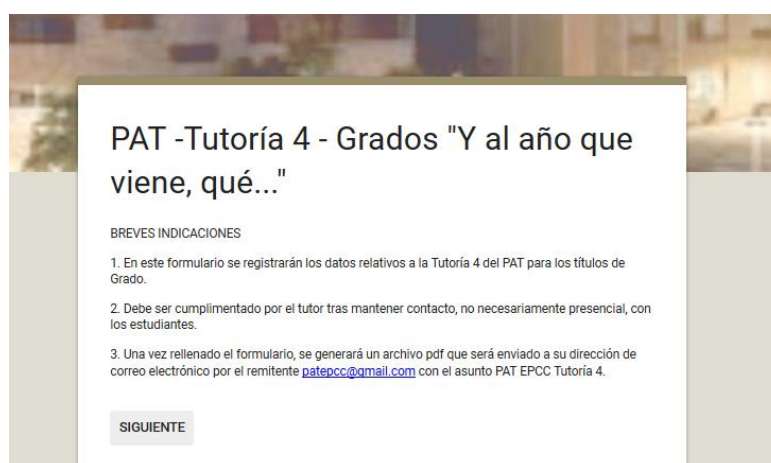 PAT -Tutoría 4 - Grados "Y al año que
viene, qué..."
BREVES INDICACIONES
1. En este formulario se registrarán los datos relativos a la Tutoría 4 del PAT para los títulos de
Grado.
2. Debe ser cumplimentado por el tutor tras mantener contacto, no necesariamente presencial, con
los estudiantes.
3. Una vez rellenado el formulario, se generará un archivo pdf que será enviado a su dirección de
correo electrónico por el remitente patepcc@gmail.com con el asunto PAT EPCC Tutoría 4.
SIGUIENTE